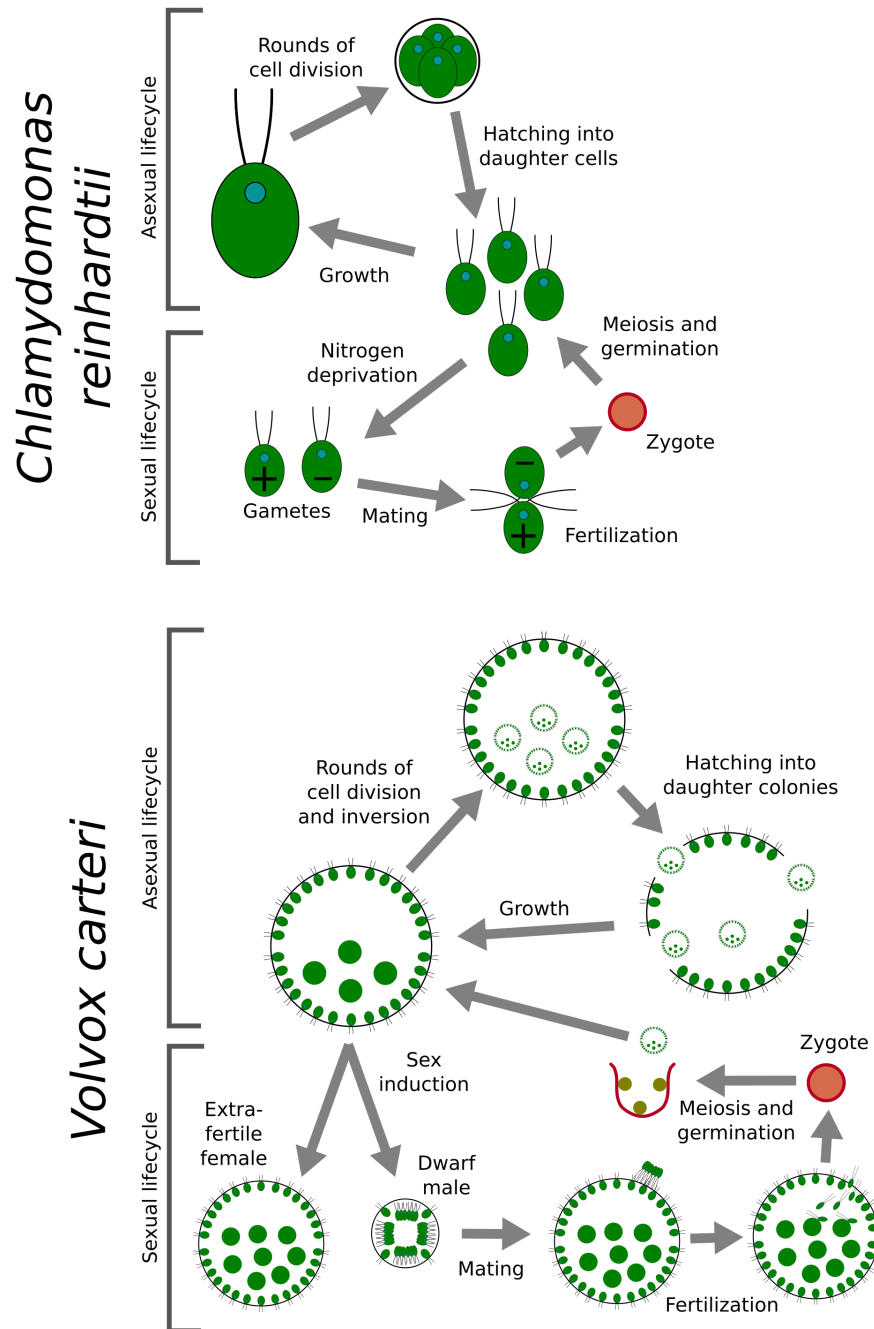 Chlamydomonas
reinhardtii
Asexual lifecycle
Rounds of
cell division
Hatching into
daughter cells
Growth
Sexual lifecycle
Nitrogen
deprivation
Meiosis and
germination
Zygote
+
−
Gametes
Mating
−
+
Fertilization
Volvox carteri
Asexual lifecycle
Rounds of
cell division
and inversion
Hatching into
daughter colonies
Growth
Sexual lifecycle
Sex
induction
Extra-
fertile
female
Dwarf
male
Mating
Fertilization
Zygote
Meiosis and
germination